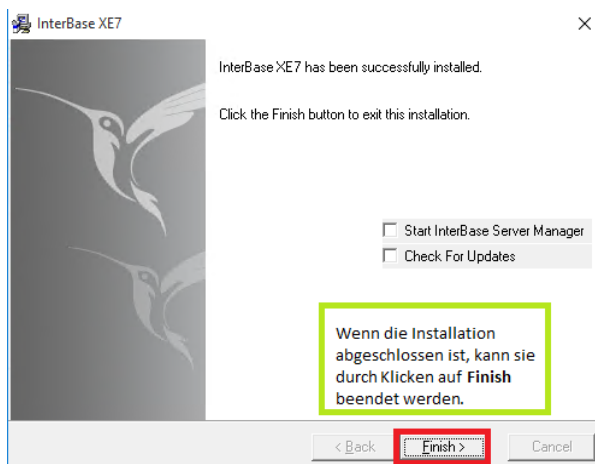 InterBase XE7
InterBase XE7 has been successfully installed.
Click the Finish button to exit this installation.
Start InterBase Server Manager
Check For Updates
Wenn die Installation
abgeschlossen ist, kann sie
durch Klicken auf Finish
beendet werden.
< Back Finish > Cancel